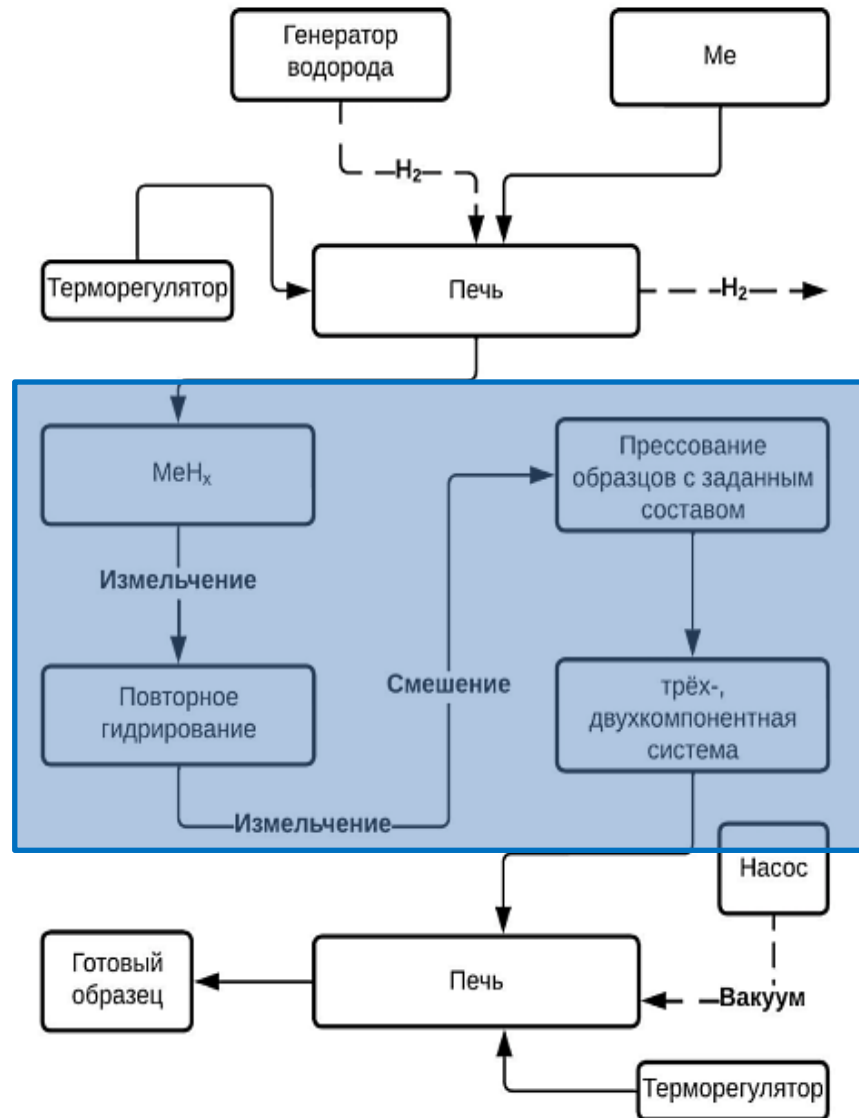 Генератор
водорода
Ме
H₂
Терморегулятор
Печь
H₂
MeHₓ
Прессование
образцов с заданным
составом
Измельчение
Повторное
гидрирование
Смешение
трёх-,
двухкомпонентная
система
Измельчение
Насос
Готовый
образец
Печь
Вакуум
Терморегулятор